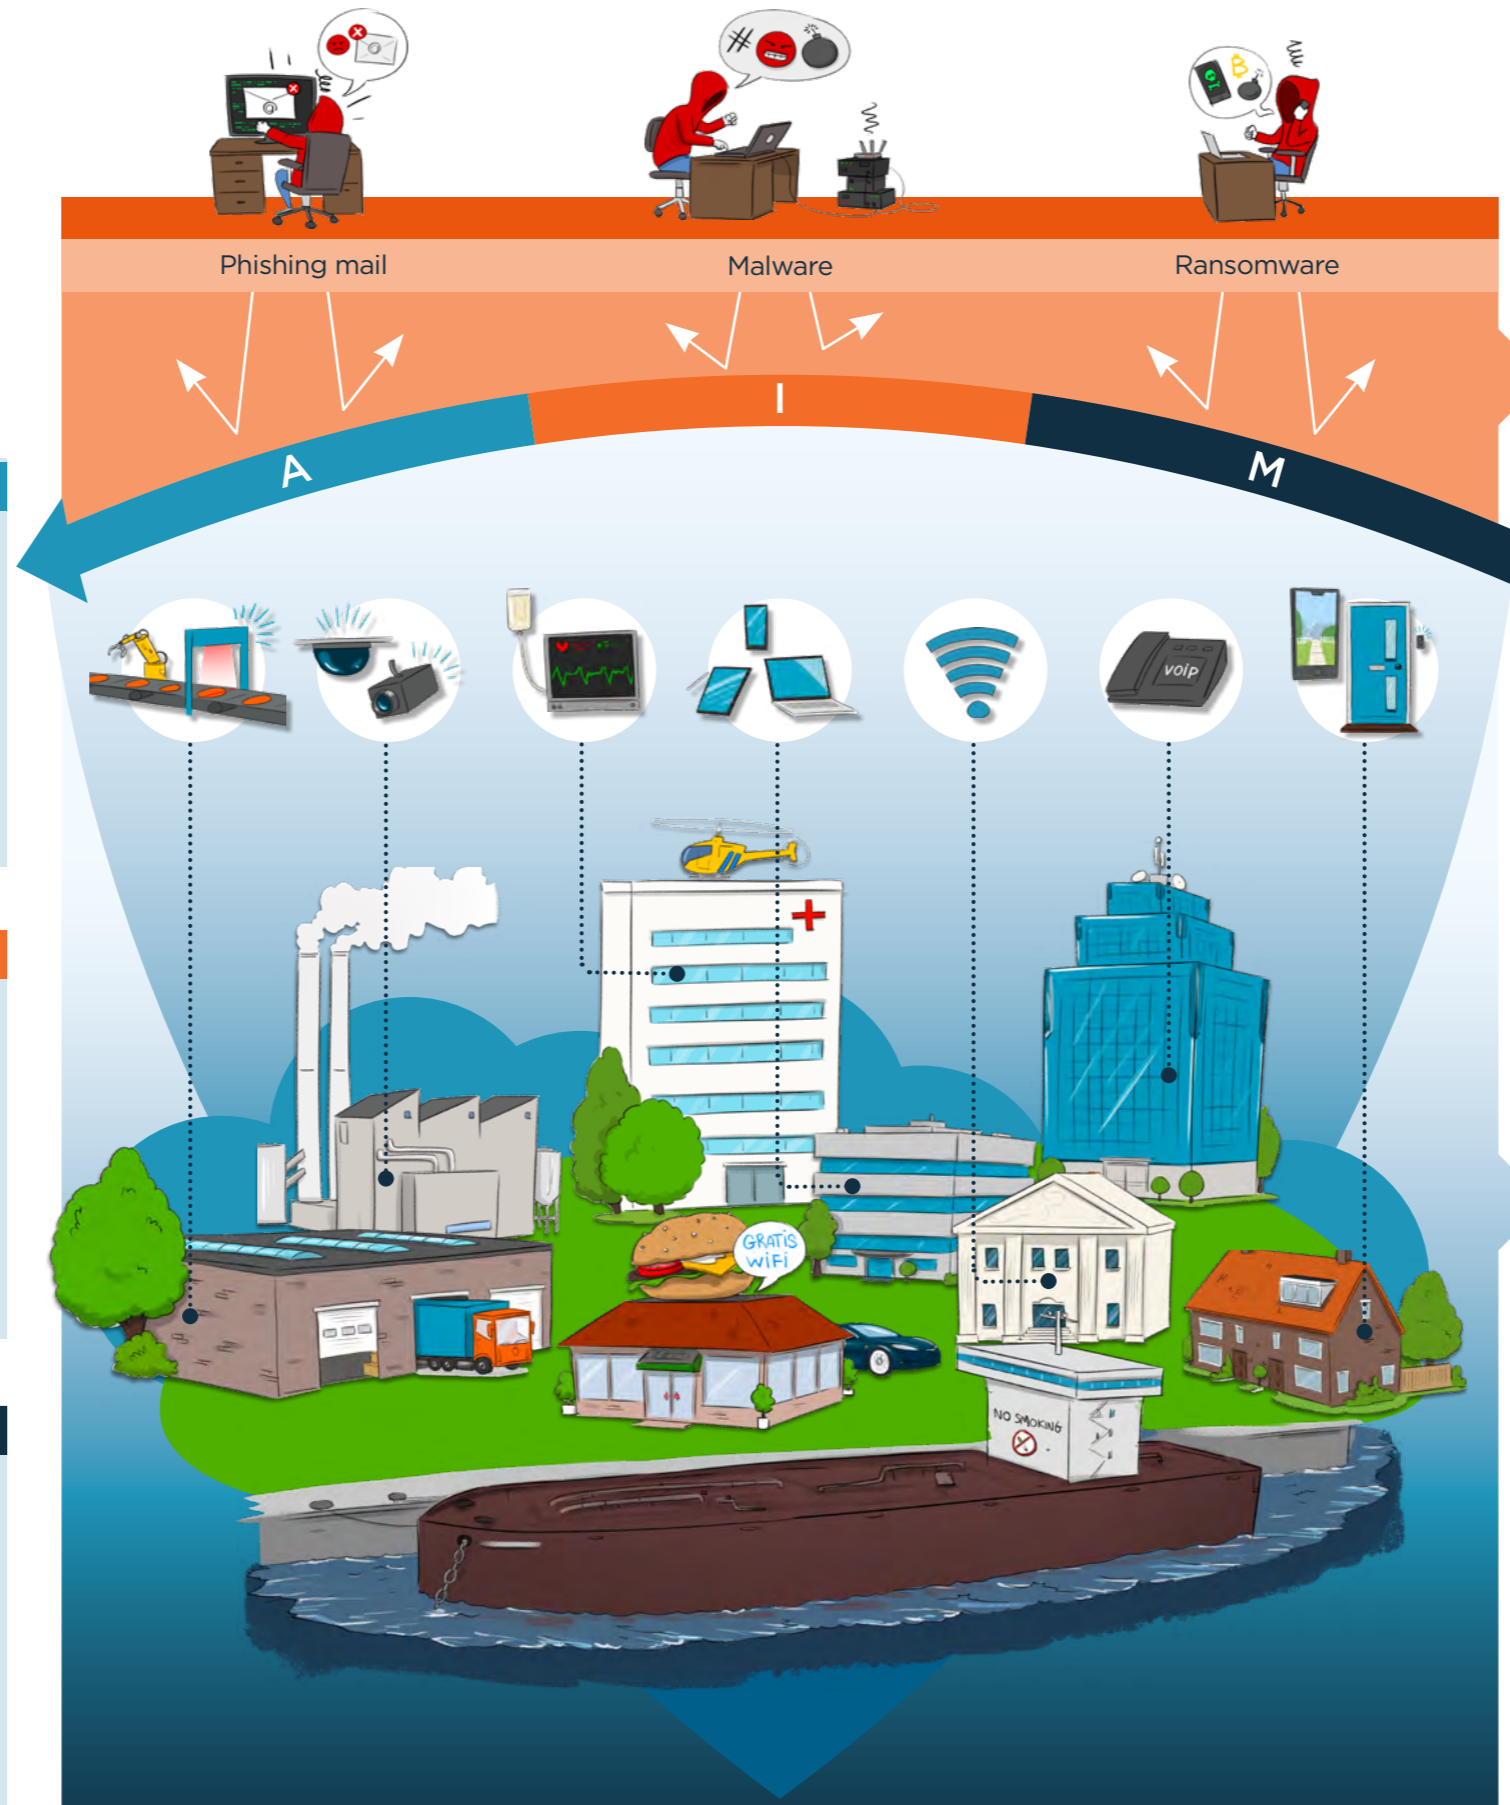 #
Phishing mail
Malware
Ransomware
A
I
M
VOIP
GRATIS
WIFI
NO SMOKING